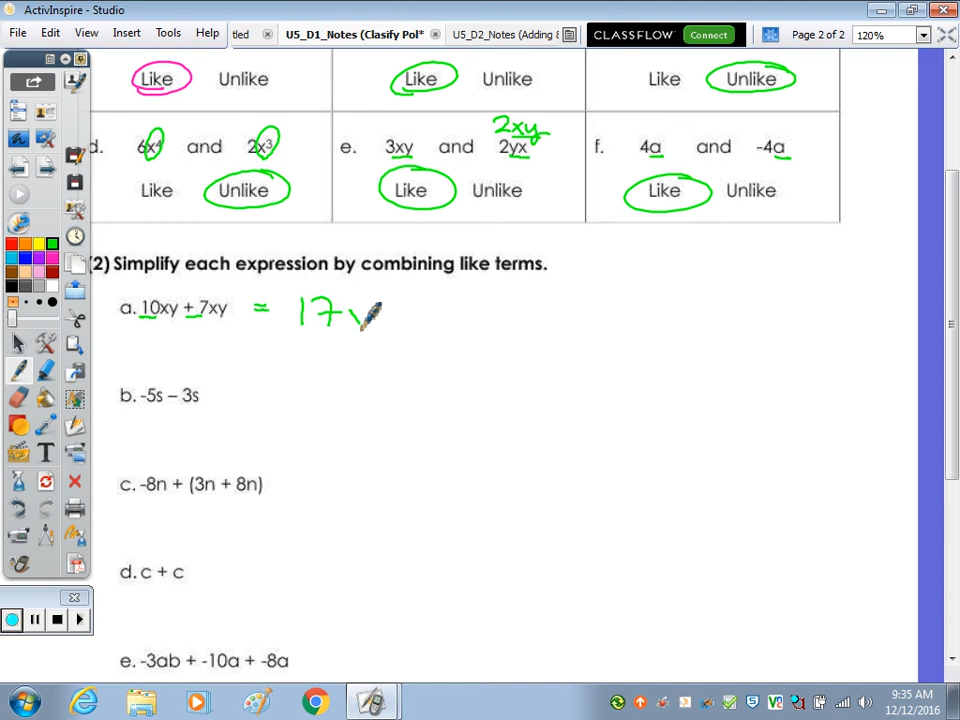 ActivInspire - Studio
File Edit View Insert Tools Help tled U5_D1_Notes (Clasify Pol* U5_D2_Notes (Adding & CLASSFLOW Connect Page 2 of 2 120%
Like Unlike Like Unlike Like Unlike
2xy
d. 6x⁴ and 2x³ e. 3xy and 2yx f. 4a and -4a
Like Unlike Like Unlike Like Unlike
(2) Simplify each expression by combining like terms.
a. 10xy + 7xy = 17
b. -5s – 3s
c. -8n + (3n + 8n)
d. c + c
e. -3ab + -10a + -8a
9:35 AM
12/12/2016